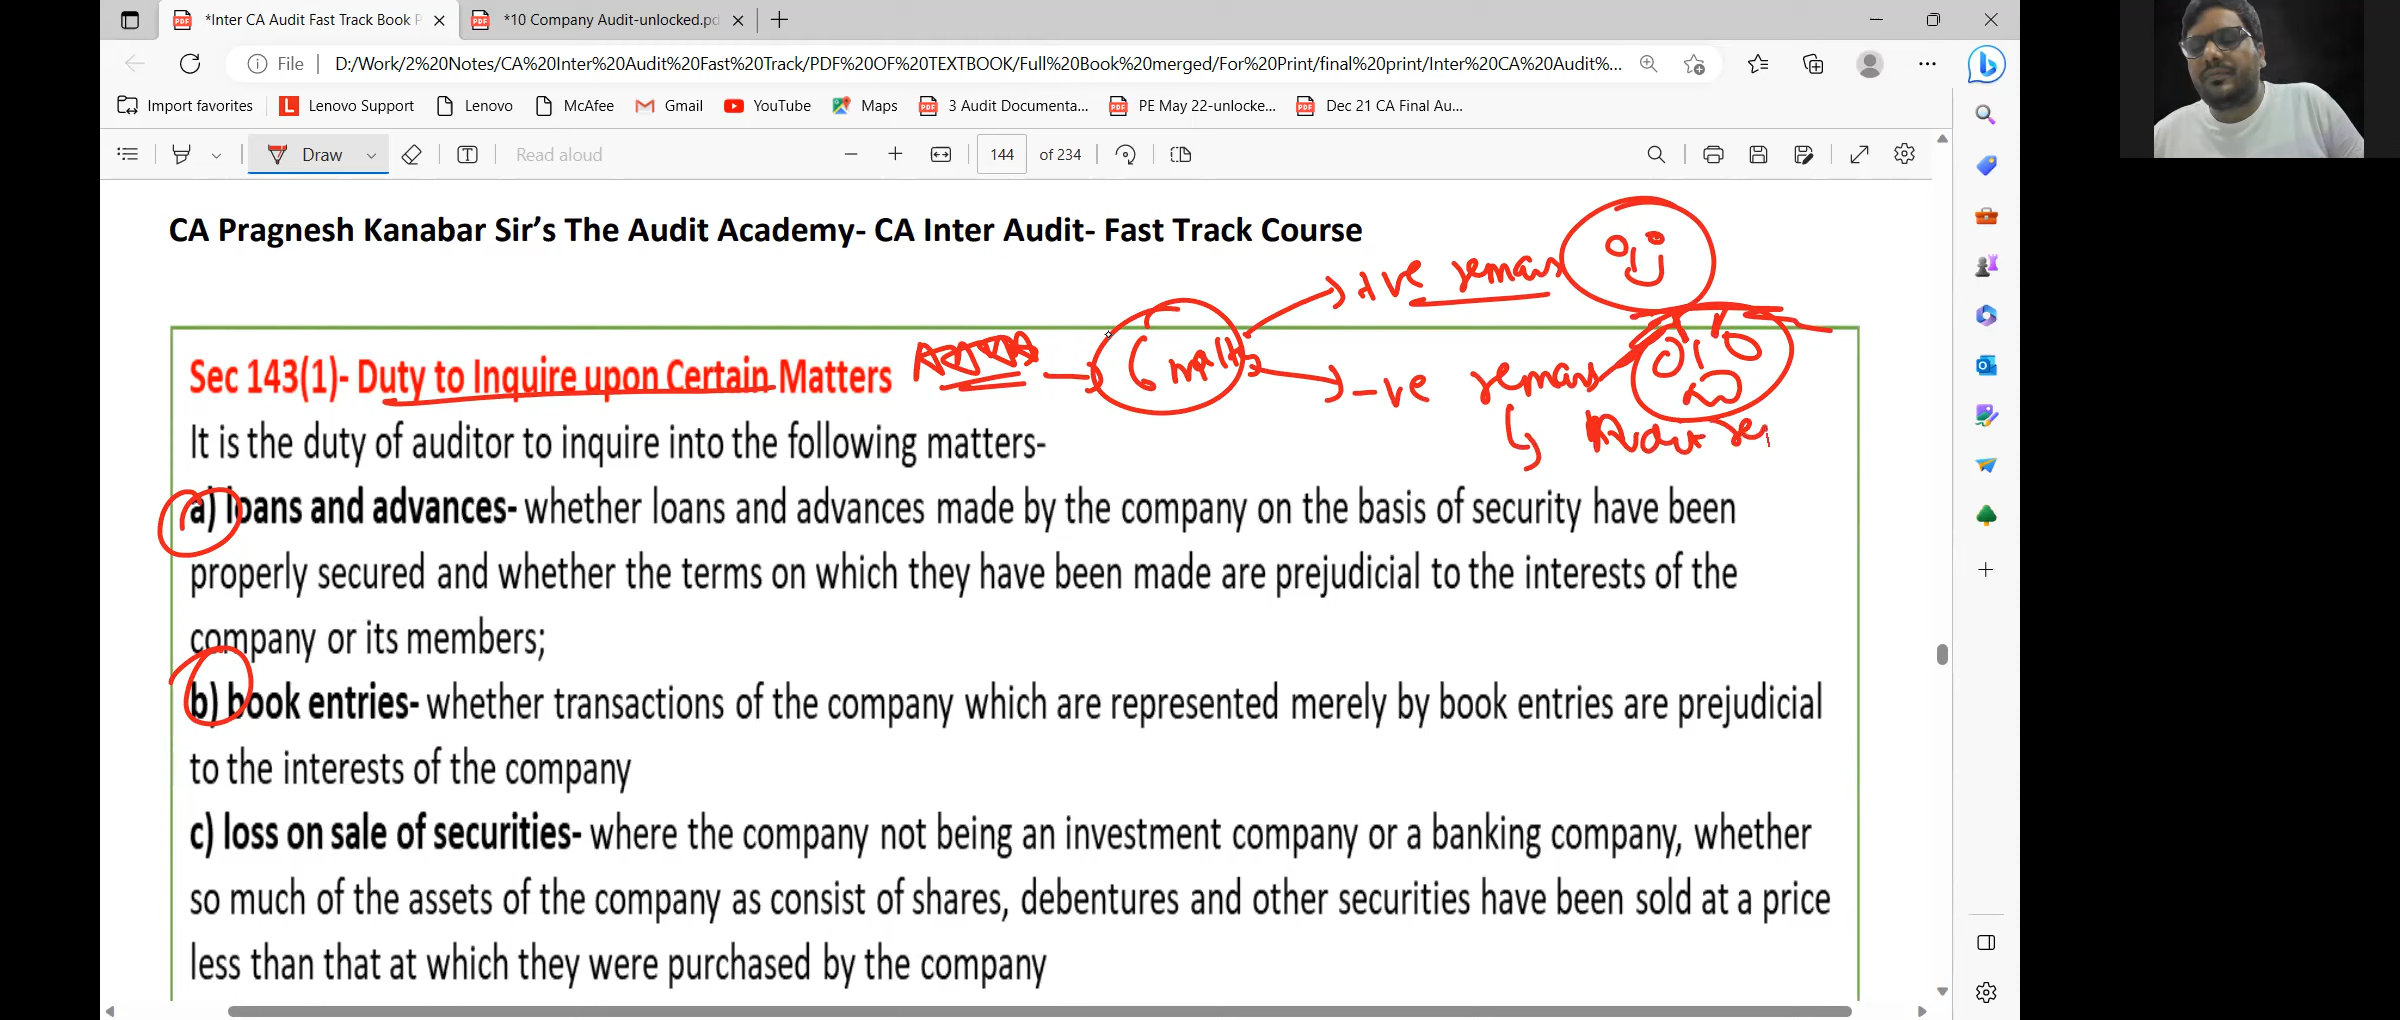 *Inter CA Audit Fast Track Book P
*10 Company Audit-unlocked.pd
File
D:/Work/2%20Notes/CA%20Inter%20Audit%20Fast%20Track/PDF%20OF%20TEXTBOOK/Full%20Book%20merged/For%20Print/final%20print/Inter%20CA%20Audit%...
Import favorites
Lenovo Support
Lenovo
McAfee
Gmail
YouTube
Maps
3 Audit Documenta...
PE May 22-unlocke...
Dec 21 CA Final Au...
Draw
Read aloud
144 of 234
CA Pragnesh Kanabar Sir's The Audit Academy- CA Inter Audit- Fast Track Course
+ve remar
Sec 143(1)- Duty to Inquire upon Certain Matters
6
-ve remar
Audit
It is the duty of auditor to inquire into the following matters-
a) loans and advances- whether loans and advances made by the company on the basis of security have been
properly secured and whether the terms on which they have been made are prejudicial to the interests of the
company or its members;
b) book entries- whether transactions of the company which are represented merely by book entries are prejudicial
to the interests of the company
c) loss on sale of securities- where the company not being an investment company or a banking company, whether
so much of the assets of the company as consist of shares, debentures and other securities have been sold at a price
less than that at which they were purchased by the company